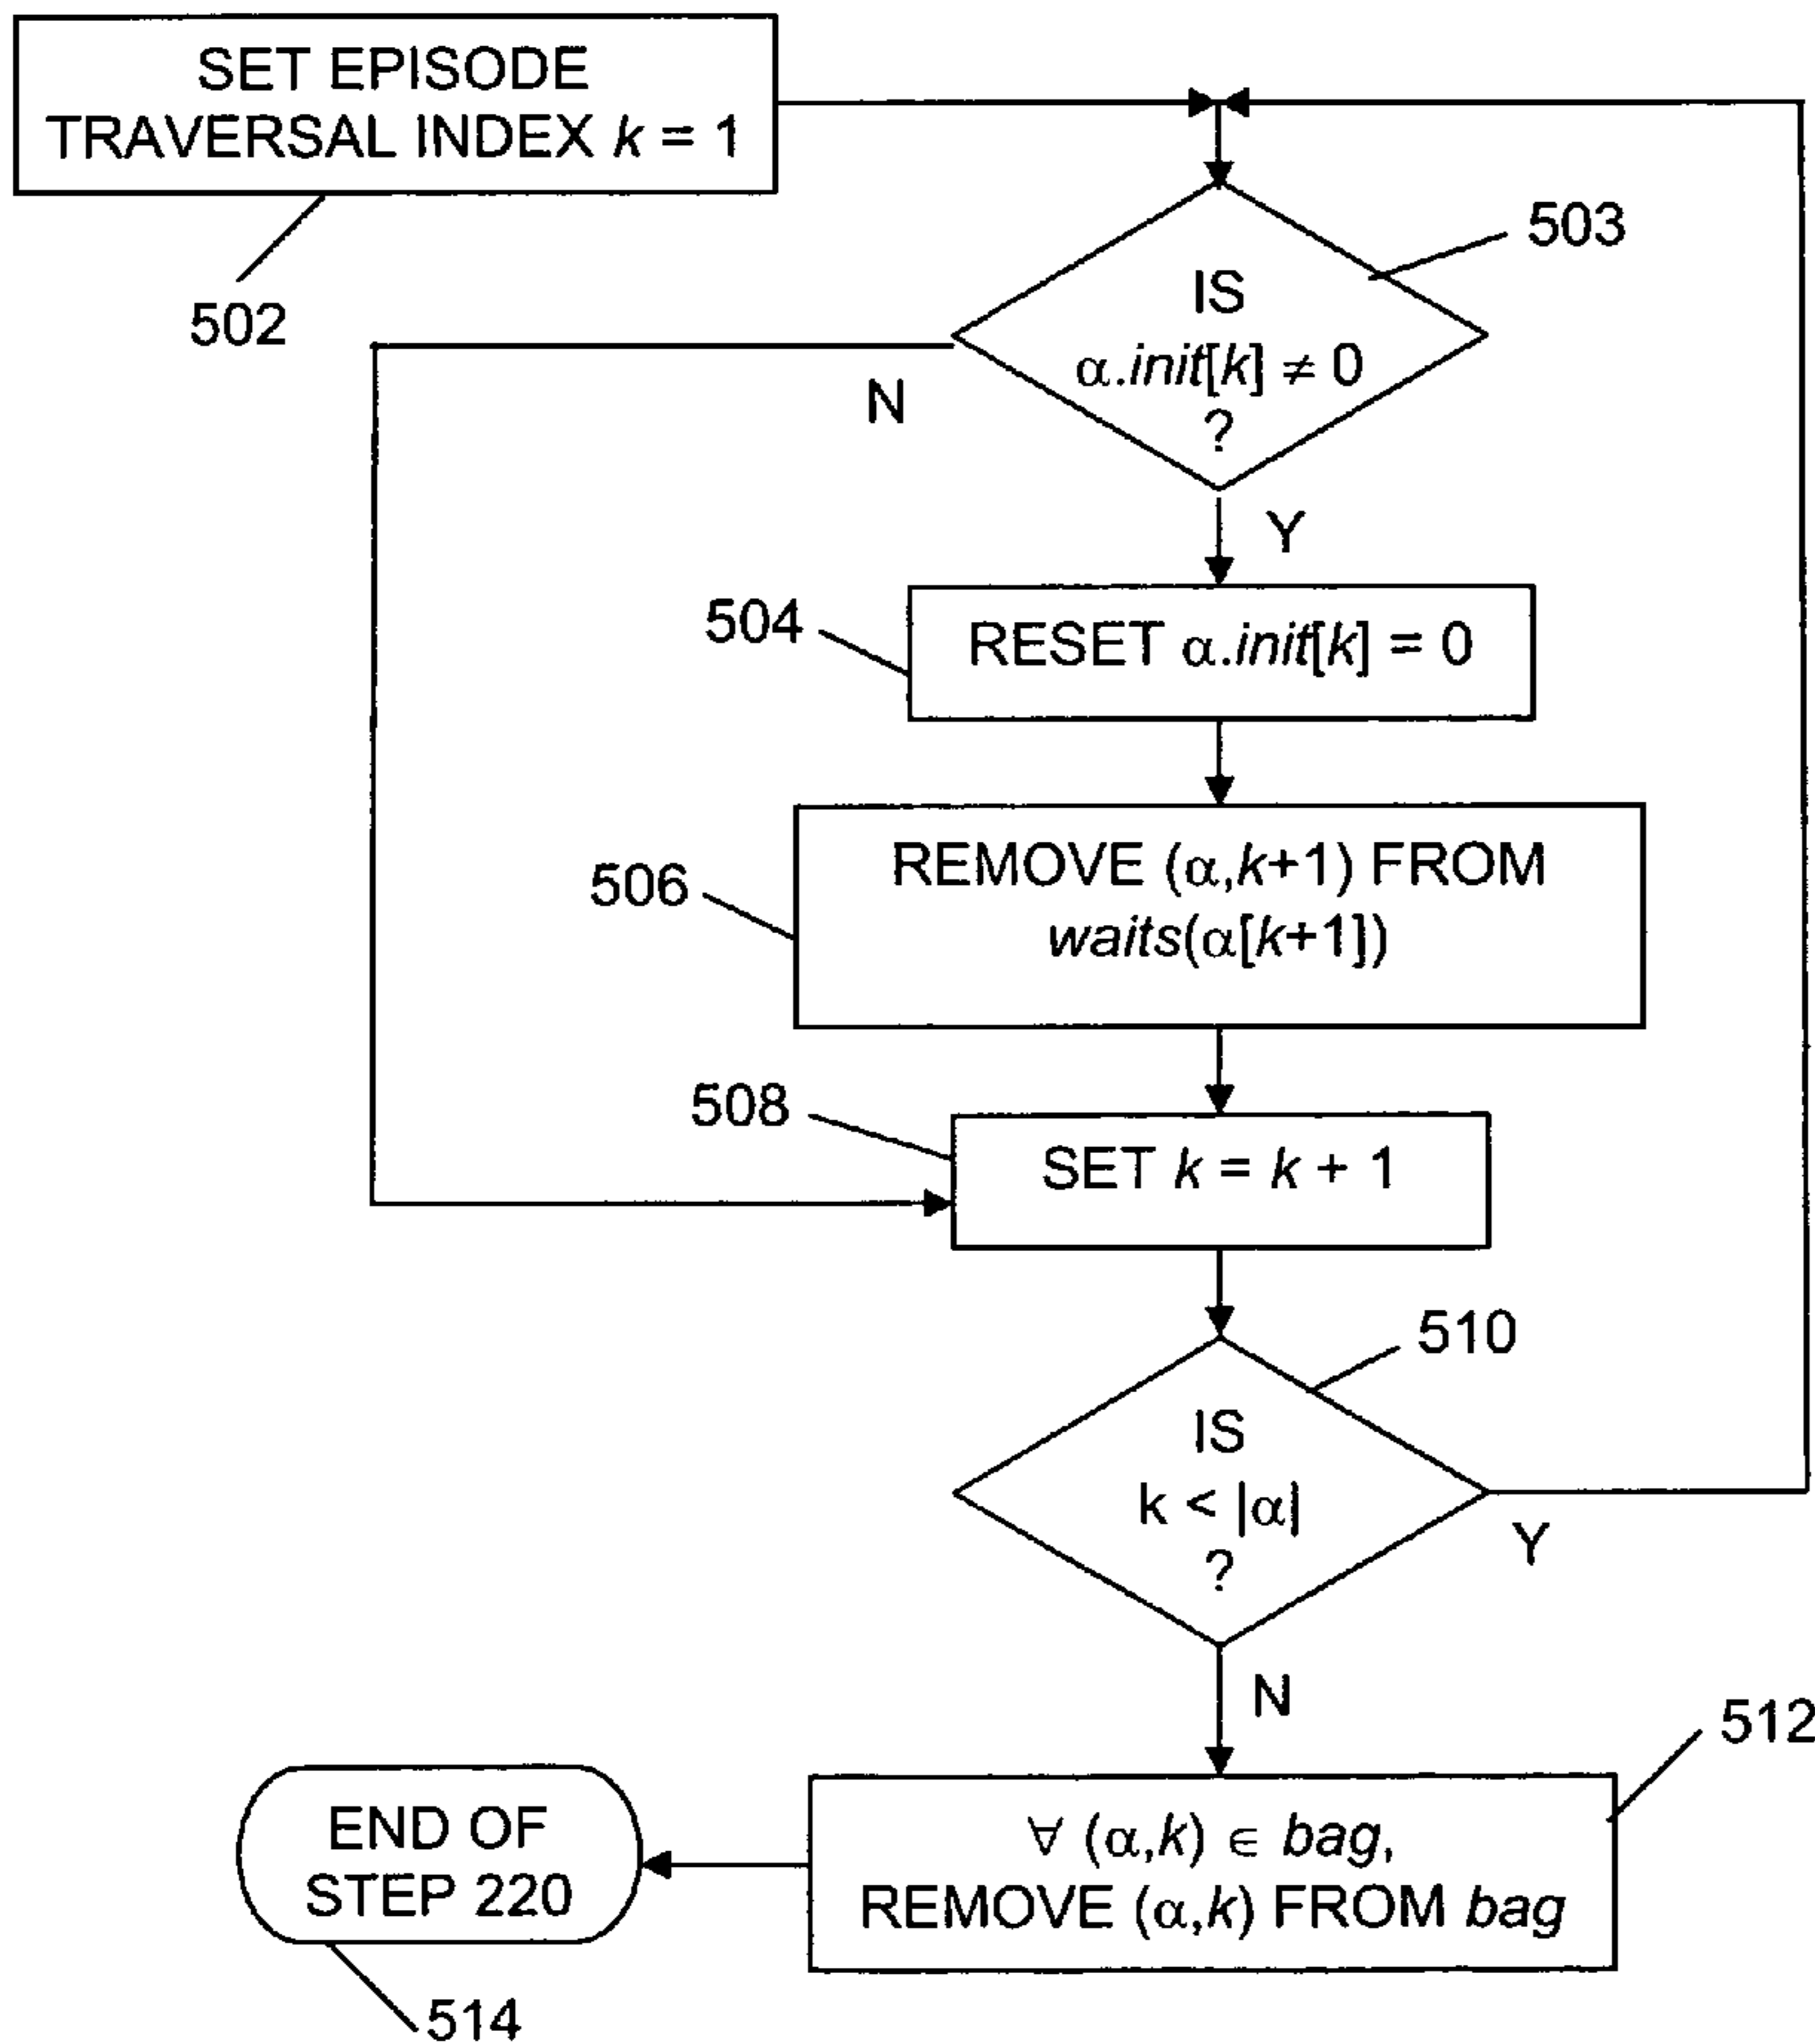 SET EPISODE
TRAVERSAL INDEX k = 1
502
503
IS
α.init[k] ≠ 0
?
N
Y
504
RESET α.init[k] = 0
506
REMOVE (α,k+1) FROM
waits(α[k+1])
508
SET k = k + 1
510
IS
k < |α|
?
Y
N
512
∀ (α,k) ∈ bag,
REMOVE (α,k) FROM bag
END OF
STEP 220
514